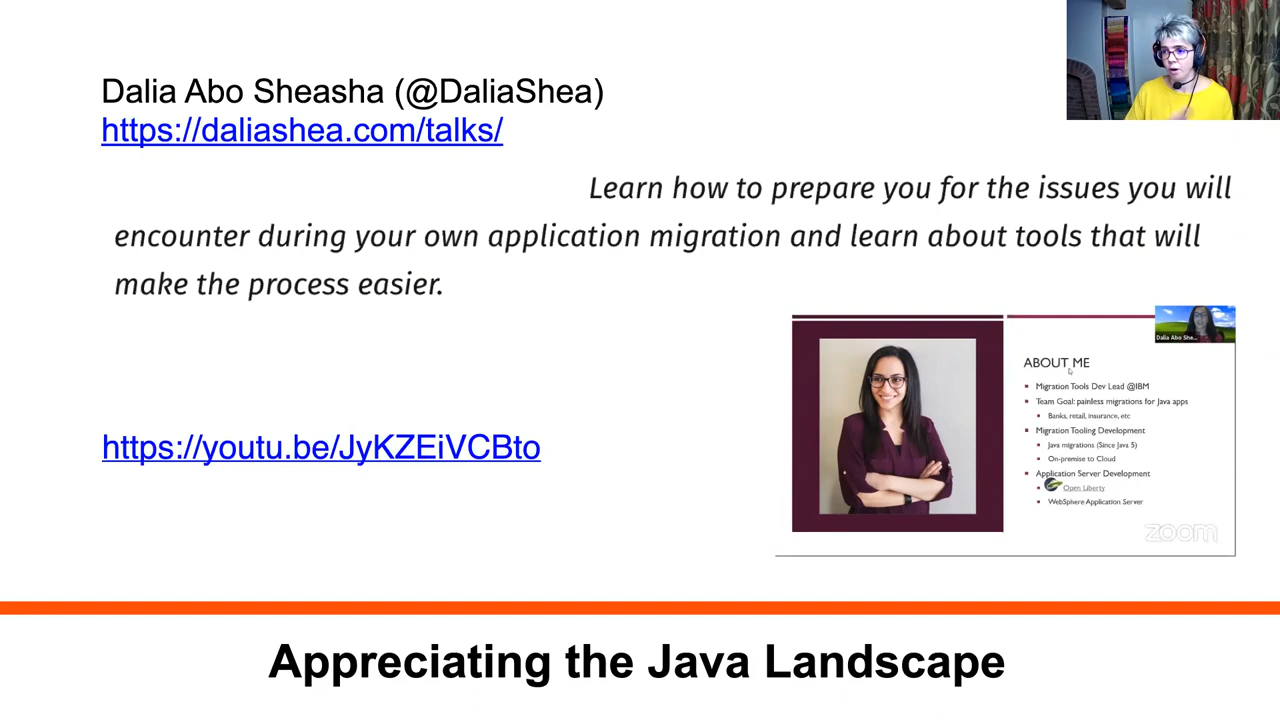 Dalia Abo Sheasha (@DaliaShea)
https://daliashea.com/talks/
Learn how to prepare you for the issues you will
encounter during your own application migration and learn about tools that will
make the process easier.
https://youtu.be/JyKZEiVCBto
Dalia Abo She...
ABOUT ME
Migration Tools Dev Lead @IBM
Team Goal: painless migrations for Java apps
Banks, retail, insurance, etc
Migration Tooling Development
Java migrations (Since Java 5)
On-premise to Cloud
Application Server Development
Open Liberty
WebSphere Application Server
zoom
Appreciating the Java Landscape